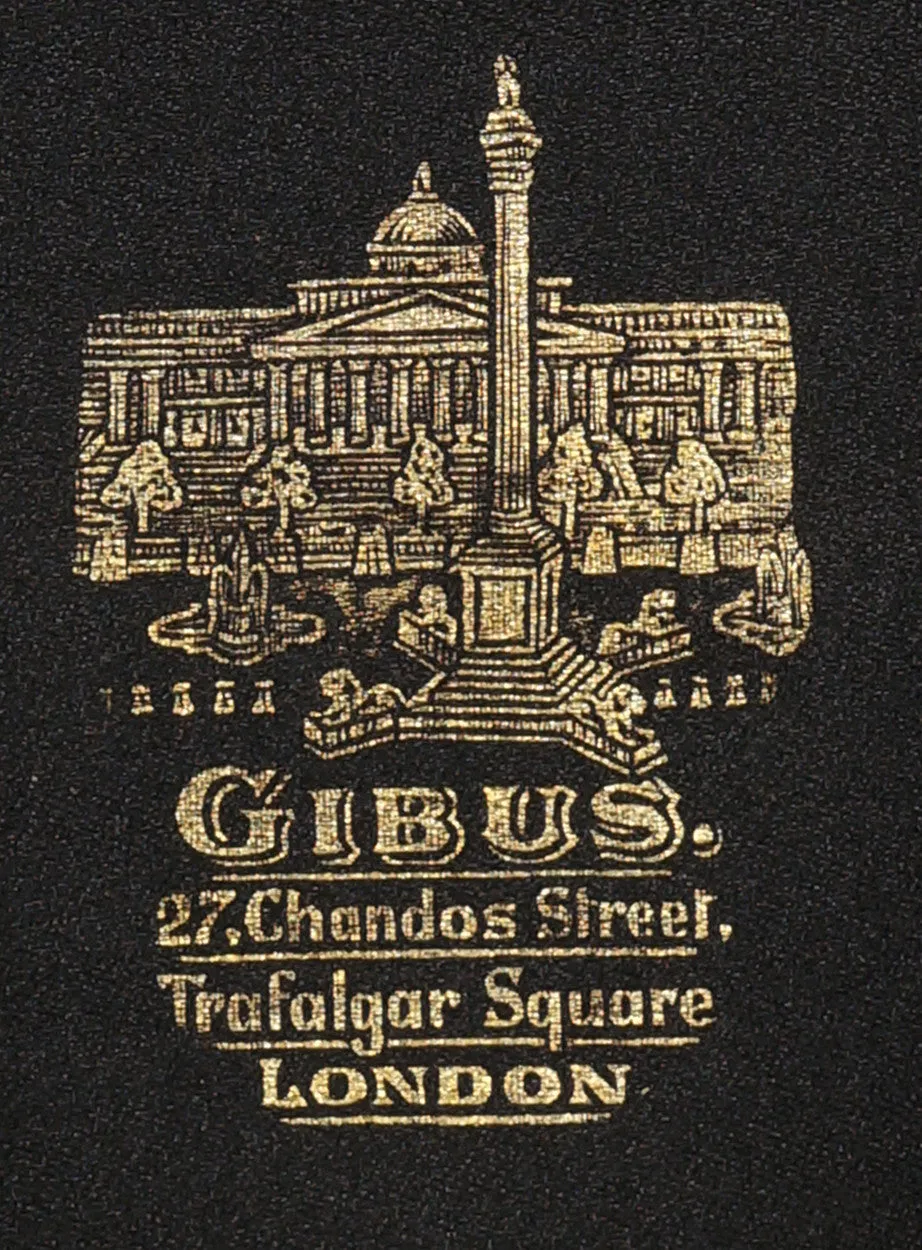 GIBUS.
27, Chandos Street,
Trafalgar Square
LONDON